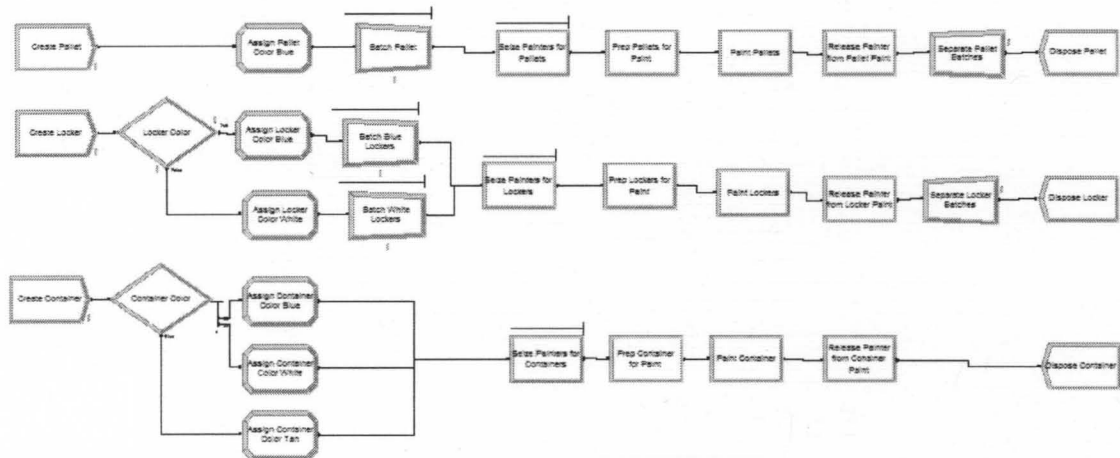 Create Pallet
Assign Pallet
Color Blue
Batch Pallet
Seize Painters for
Pallets
Prep Pallets for
Paint
Paint Pallets
Release Painter
from Pallet Paint
Separate Pallet
Batches
Dispose Pallet
Create Locker
Locker Color
True
False
Assign Locker
Color Blue
Batch Blue
Lockers
Assign Locker
Color White
Batch White
Lockers
Seize Painters for
Lockers
Prep Lockers for
Paint
Paint Lockers
Release Painter
from Locker Paint
Separate Locker
Batches
Dispose Locker
Create Container
Container Color
Else
Assign Container
Color Blue
Assign Container
Color White
Assign Container
Color Tan
Seize Painters for
Containers
Prep Container
for Paint
Paint Container
Release Painter
from Container
Paint
Dispose Container